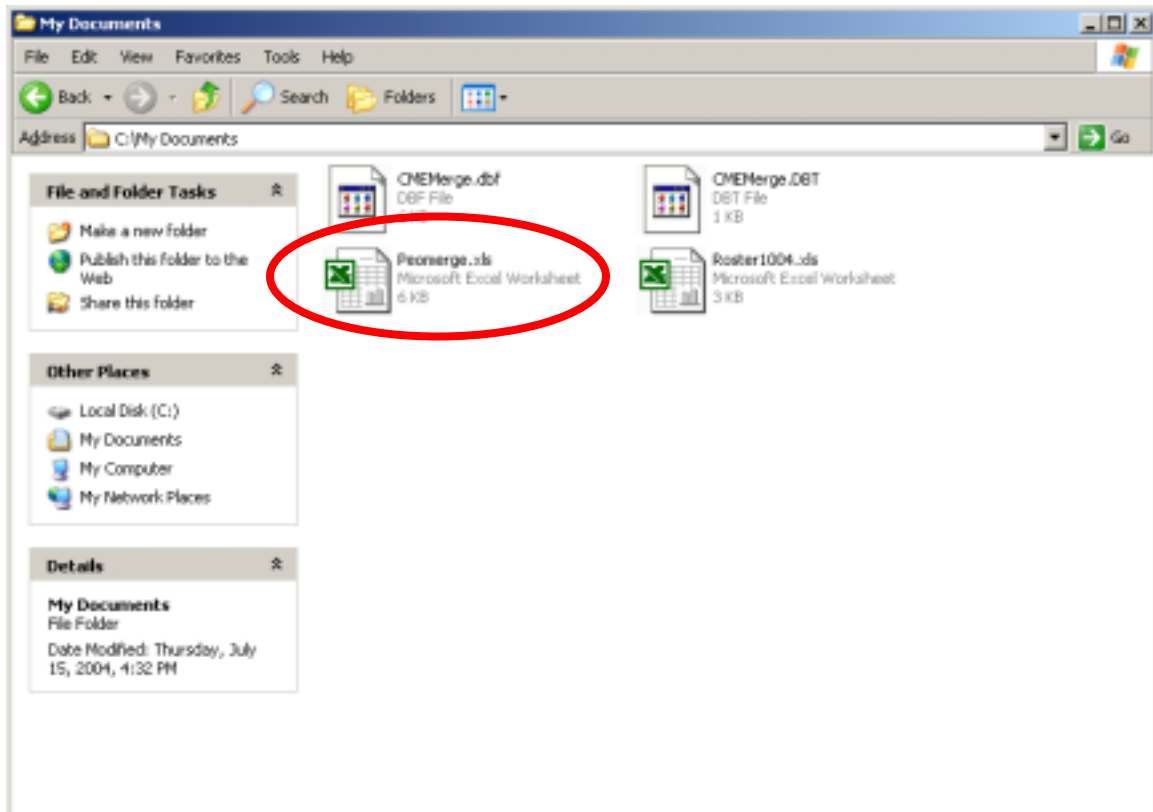 My Documents
File Edit View Favorites Tools Help
Back Search Folders
Address C:\My Documents Go
File and Folder Tasks
Make a new folder
Publish this folder to the
Web
Share this folder
Other Places
Local Disk (C:)
My Documents
My Computer
My Network Places
Details
My Documents
File Folder
Date Modified: Thursday, July
15, 2004, 4:32 PM
CMEMerge.dbf
DBF File
KB
CMEMerge.DBT
DBT File
1 KB
Peomerge.xls
Microsoft Excel Worksheet
6 KB
Roster1004.xls
Microsoft Excel Worksheet
3 KB